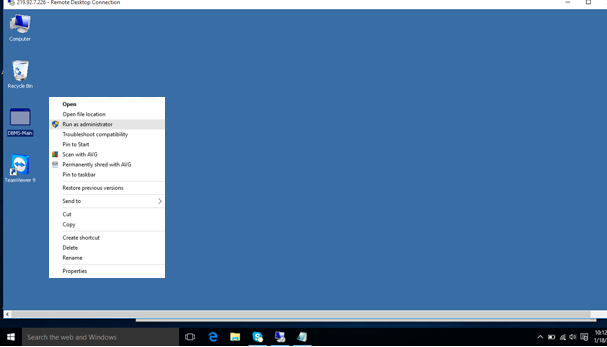 219.92.7.226 - Remote Desktop Connection
Computer
Recycle Bin
DBMS-Main
TeamViewer 9
Open
Open file location
Run as administrator
Troubleshoot compatibility
Pin to Start
Scan with AVG
Permanently shred with AVG
Pin to taskbar
Restore previous versions
Send to
Cut
Copy
Create shortcut
Delete
Rename
Properties
Search the web and Windows
10:12
1/18/